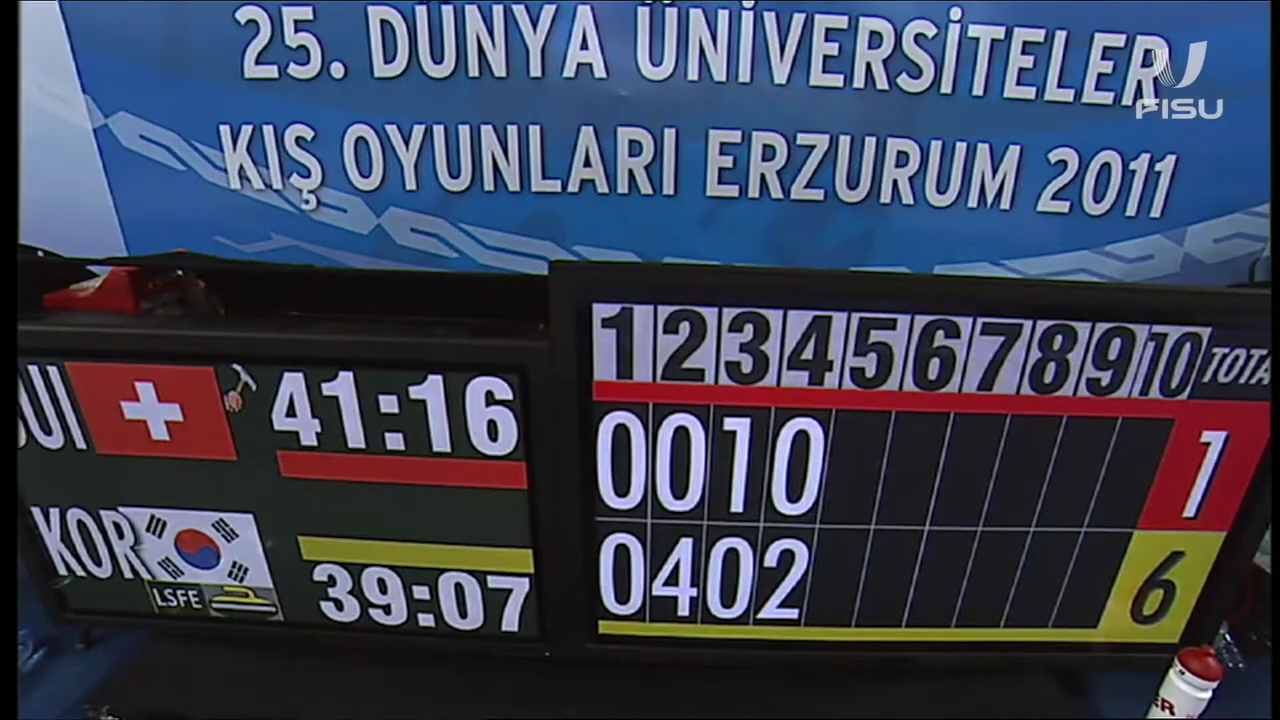 25. DÜNYA ÜNİVERSİTELER
KIŞ OYUNLARI ERZURUM 2011
FISU
1 2 3 4 5 6 7 8 9 10 TOTA
SUI 41:16 0 0 1 0 1
KOR 39:07 0 4 0 2 6
LSFE